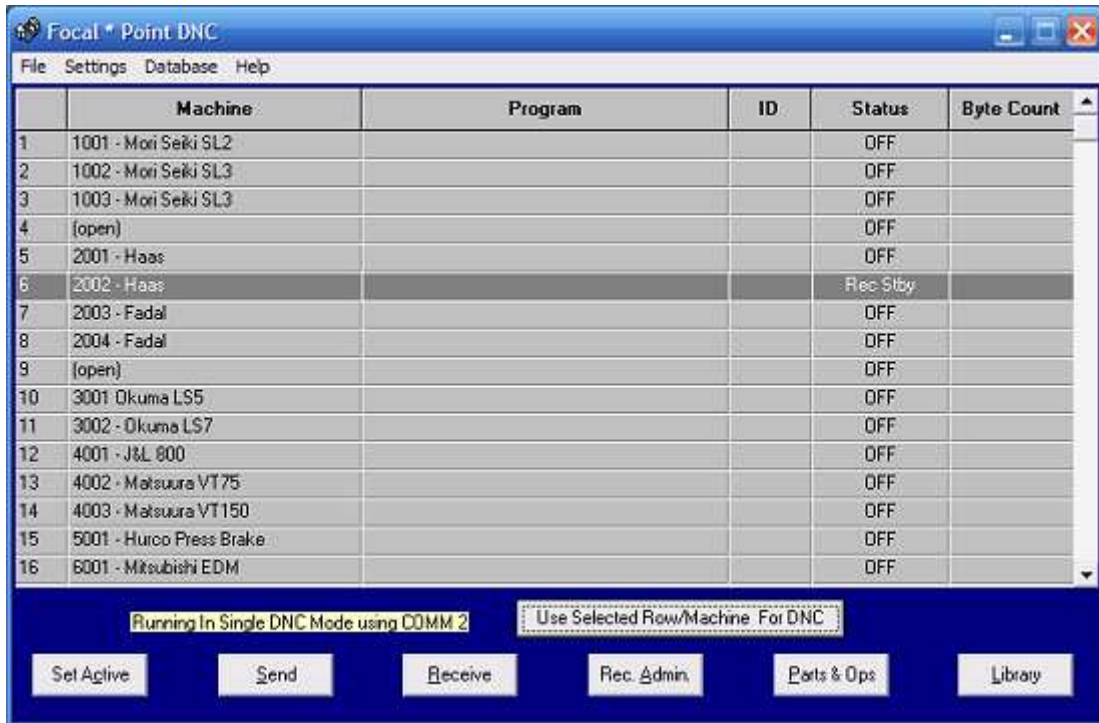 Focal * Point DNC
File Settings Database Help
Machine Program ID Status Byte Count
1 1001 - Mori Seiki SL2 OFF
2 1002 - Mori Seiki SL3 OFF
3 1003 - Mori Seiki SL3 OFF
4 (open) OFF
5 2001 - Haas OFF
6 2002 - Haas Rec Stby
7 2003 - Fadal OFF
8 2004 - Fadal OFF
9 (open) OFF
10 3001 Okuma LS5 OFF
11 3002 - Okuma LS7 OFF
12 4001 - J&L 800 OFF
13 4002 - Matsuura VT75 OFF
14 4003 - Matsuura VT150 OFF
15 5001 - Hurco Press Brake OFF
16 6001 - Mitsubishi EDM OFF
Running In Single DNC Mode using COMM 2 Use Selected Row/Machine For DNC
Set Active Send Receive Rec. Admin. Parts & Ops Library